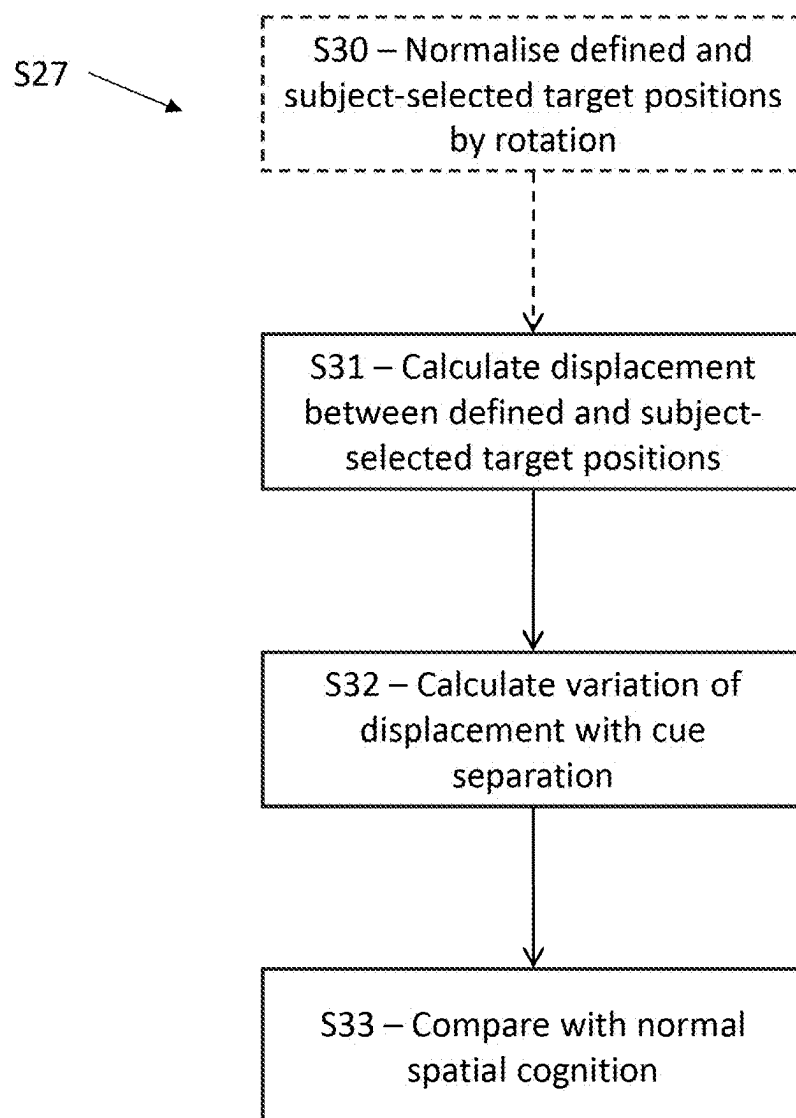 S27
S30 – Normalise defined and
subject-selected target positions
by rotation
S31 – Calculate displacement
between defined and subject-
selected target positions
S32 – Calculate variation of
displacement with cue
separation
S33 – Compare with normal
spatial cognition